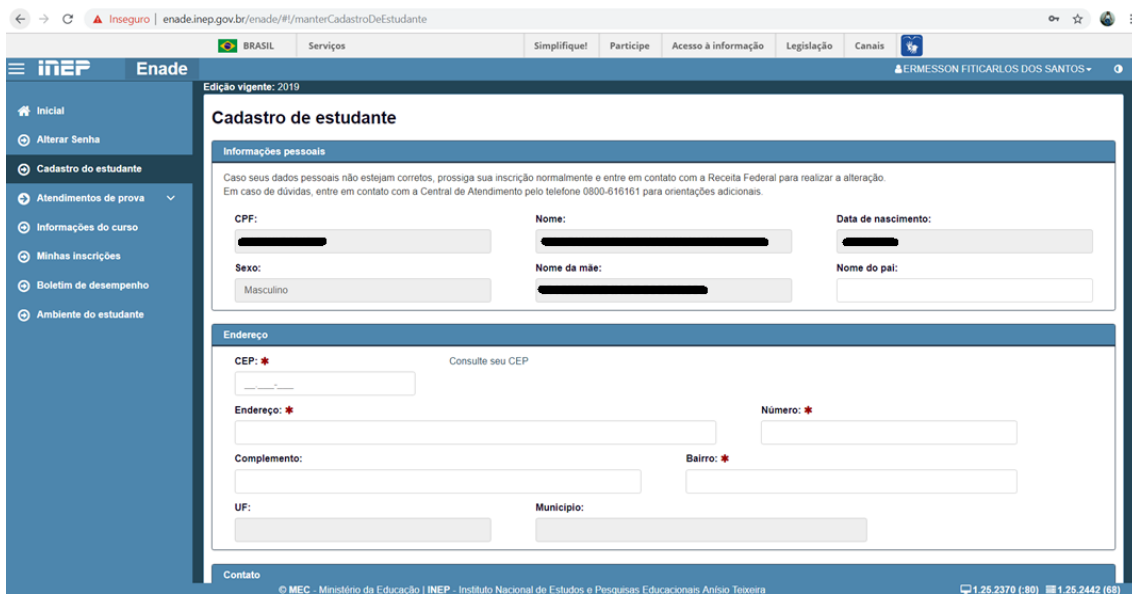 Inseguro | enade.inep.gov.br/enade/#!/manterCadastroDeEstudante
BRASIL Serviços Simplifique! Participe Acesso à informação Legislação Canais
inep Enade ERMESSON FITICARLOS DOS SANTOS
Edição vigente: 2019
Inicial
Alterar Senha
Cadastro do estudante
Atendimentos de prova
Informações do curso
Minhas inscrições
Boletim de desempenho
Ambiente do estudante
Cadastro de estudante
Informações pessoais
Caso seus dados pessoais não estejam corretos, prossiga sua inscrição normalmente e entre em contato com a Receita Federal para realizar a alteração.
Em caso de dúvidas, entre em contato com a Central de Atendimento pelo telefone 0800-616161 para orientações adicionais.
CPF: Nome: Data de nascimento:
Sexo: Nome da mãe: Nome do pai:
Masculino
Endereço
CEP: * Consulte seu CEP
__.___-___
Endereço: * Número: *
Complemento: Bairro: *
UF: Município:
Contato
© MEC - Ministério da Educação | INEP - Instituto Nacional de Estudos e Pesquisas Educacionais Anísio Teixeira 1.25.2370 (:80) 1.25.2442 (68)